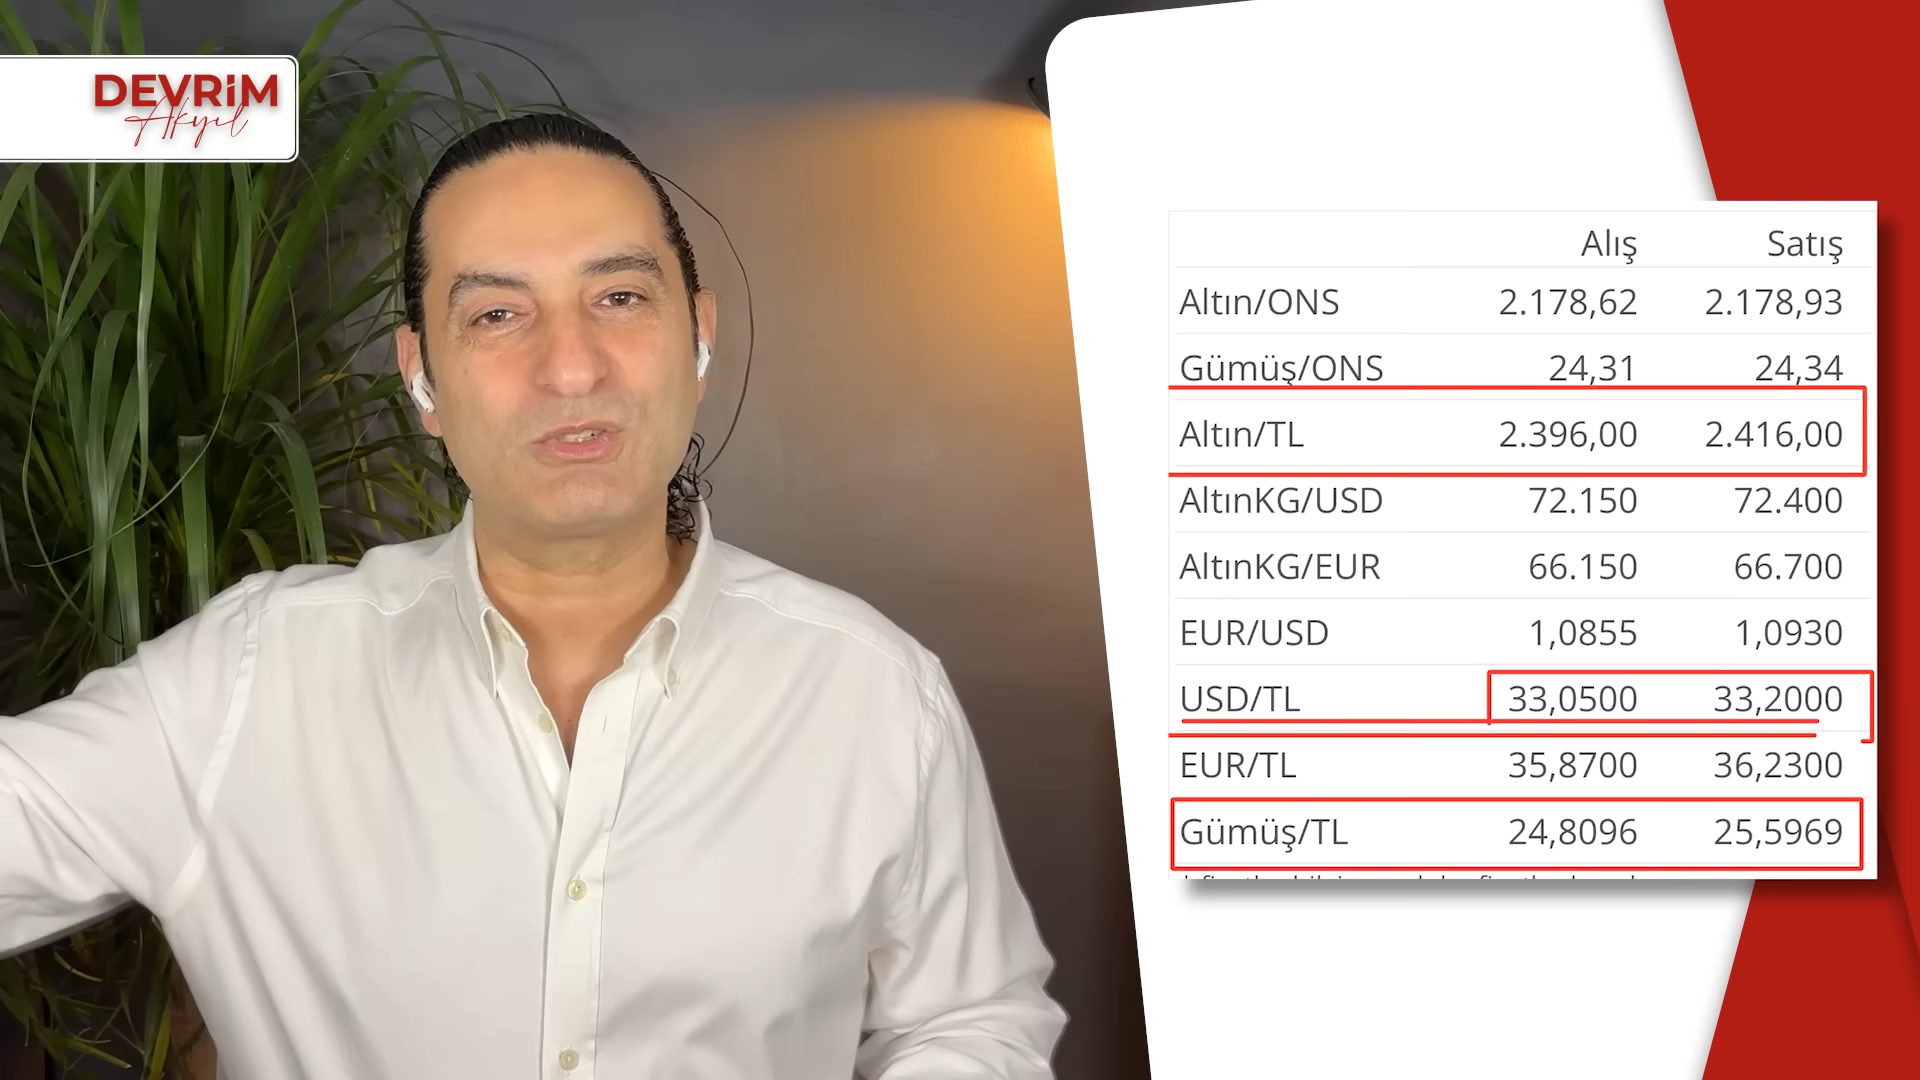 DEVRİM
Akyıl
Alış Satış
Altın/ONS 2.178,62 2.178,93
Gümüş/ONS 24,31 24,34
Altın/TL 2.396,00 2.416,00
AltınKG/USD 72.150 72.400
AltınKG/EUR 66.150 66.700
EUR/USD 1,0855 1,0930
USD/TL 33,0500 33,2000
EUR/TL 35,8700 36,2300
Gümüş/TL 24,8096 25,5969